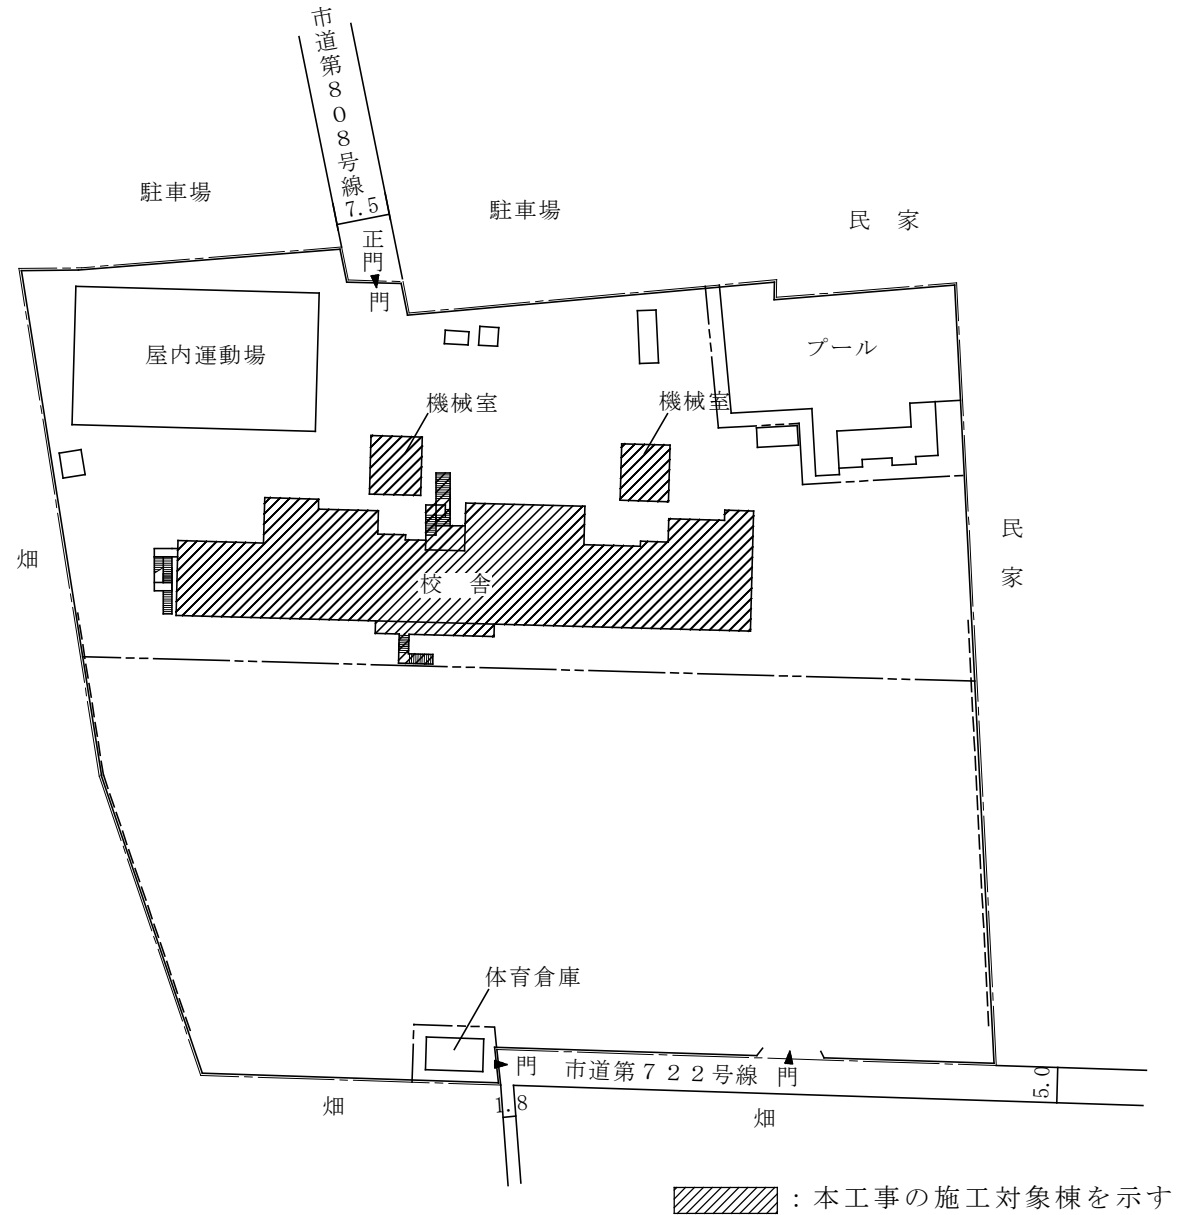 市道第８０８号線
7.5
駐車場
駐車場
民　家
正門
門
屋内運動場
プール
機械室
機械室
畑
民家
校　舎
体育倉庫
門
市道第７２２号線
門
5.0
1.8
畑
畑
：本工事の施工対象棟を示す